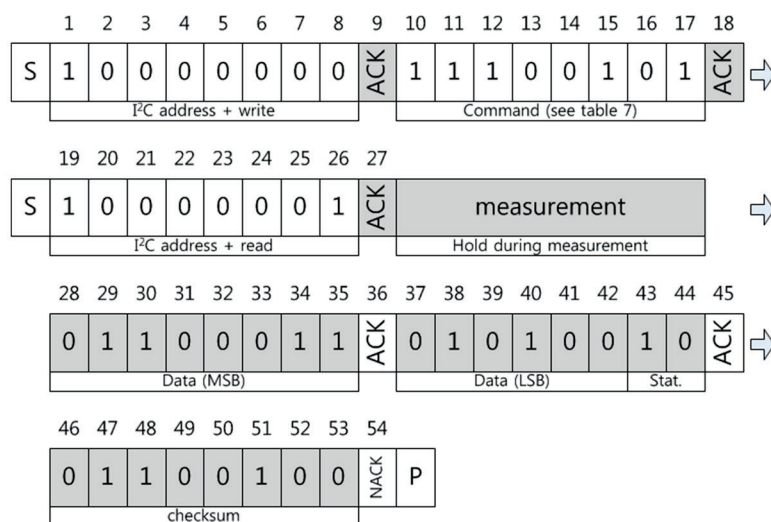 1 2 3 4 5 6 7 8 9 10 11 12 13 14 15 16 17 18
S 1 0 0 0 0 0 0 0 ACK 1 1 1 0 0 1 0 1 ACK
I²C address + write Command (see table 7)
19 20 21 22 23 24 25 26 27
S 1 0 0 0 0 0 0 1 ACK measurement
I²C address + read Hold during measurement
28 29 30 31 32 33 34 35 36 37 38 39 40 41 42 43 44 45
0 1 1 0 0 0 1 1 ACK 0 1 0 1 0 0 1 0 ACK
Data (MSB) Data (LSB) Stat.
46 47 48 49 50 51 52 53 54
0 1 1 0 0 1 0 0 NACK P
checksum